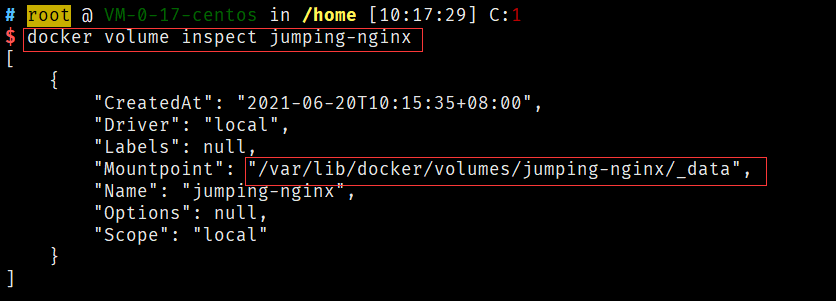 # root @ VM-0-17-centos in /home [10:17:29] C:1
$ docker volume inspect jumping-nginx
[
    {
        "CreatedAt": "2021-06-20T10:15:35+08:00",
        "Driver": "local",
        "Labels": null,
        "Mountpoint": "/var/lib/docker/volumes/jumping-nginx/_data",
        "Name": "jumping-nginx",
        "Options": null,
        "Scope": "local"
    }
]